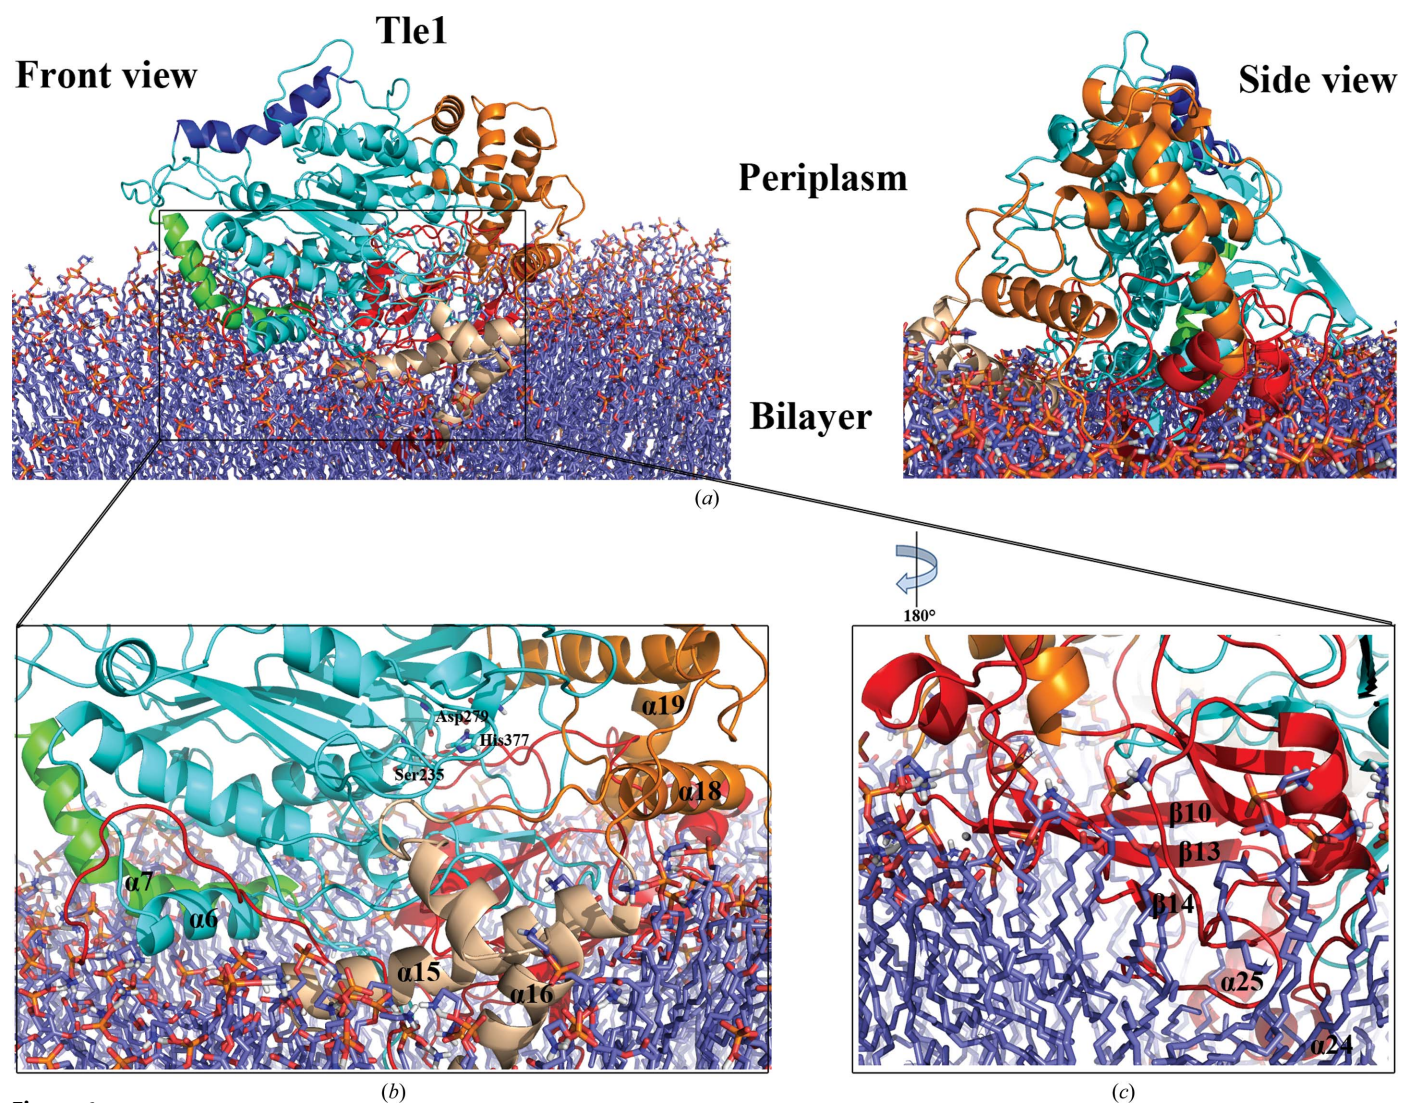 Tle1
Front view
Side view
Periplasm
Bilayer
(a)
180°
α19
Asp279
His377
Ser235
α18
α7
α6
α15
α16
(b)
β10
β13
β14
α25
α24
(c)